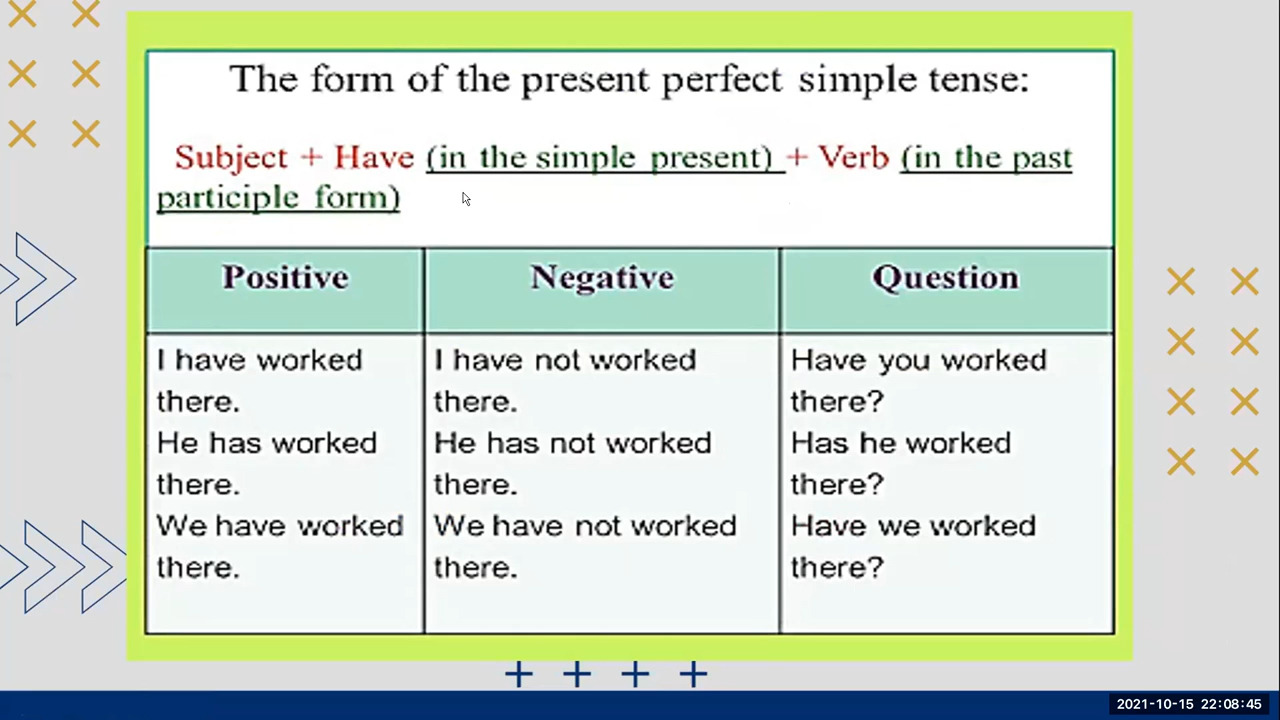 The form of the present perfect simple tense:
Subject + Have (in the simple present) + Verb (in the past
participle form)
Positive
Negative
Question
I have worked
there.
He has worked
there.
We have worked
there.
I have not worked
there.
He has not worked
there.
We have not worked
there.
Have you worked
there?
Has he worked
there?
Have we worked
there?
2021-10-15 22:08:45